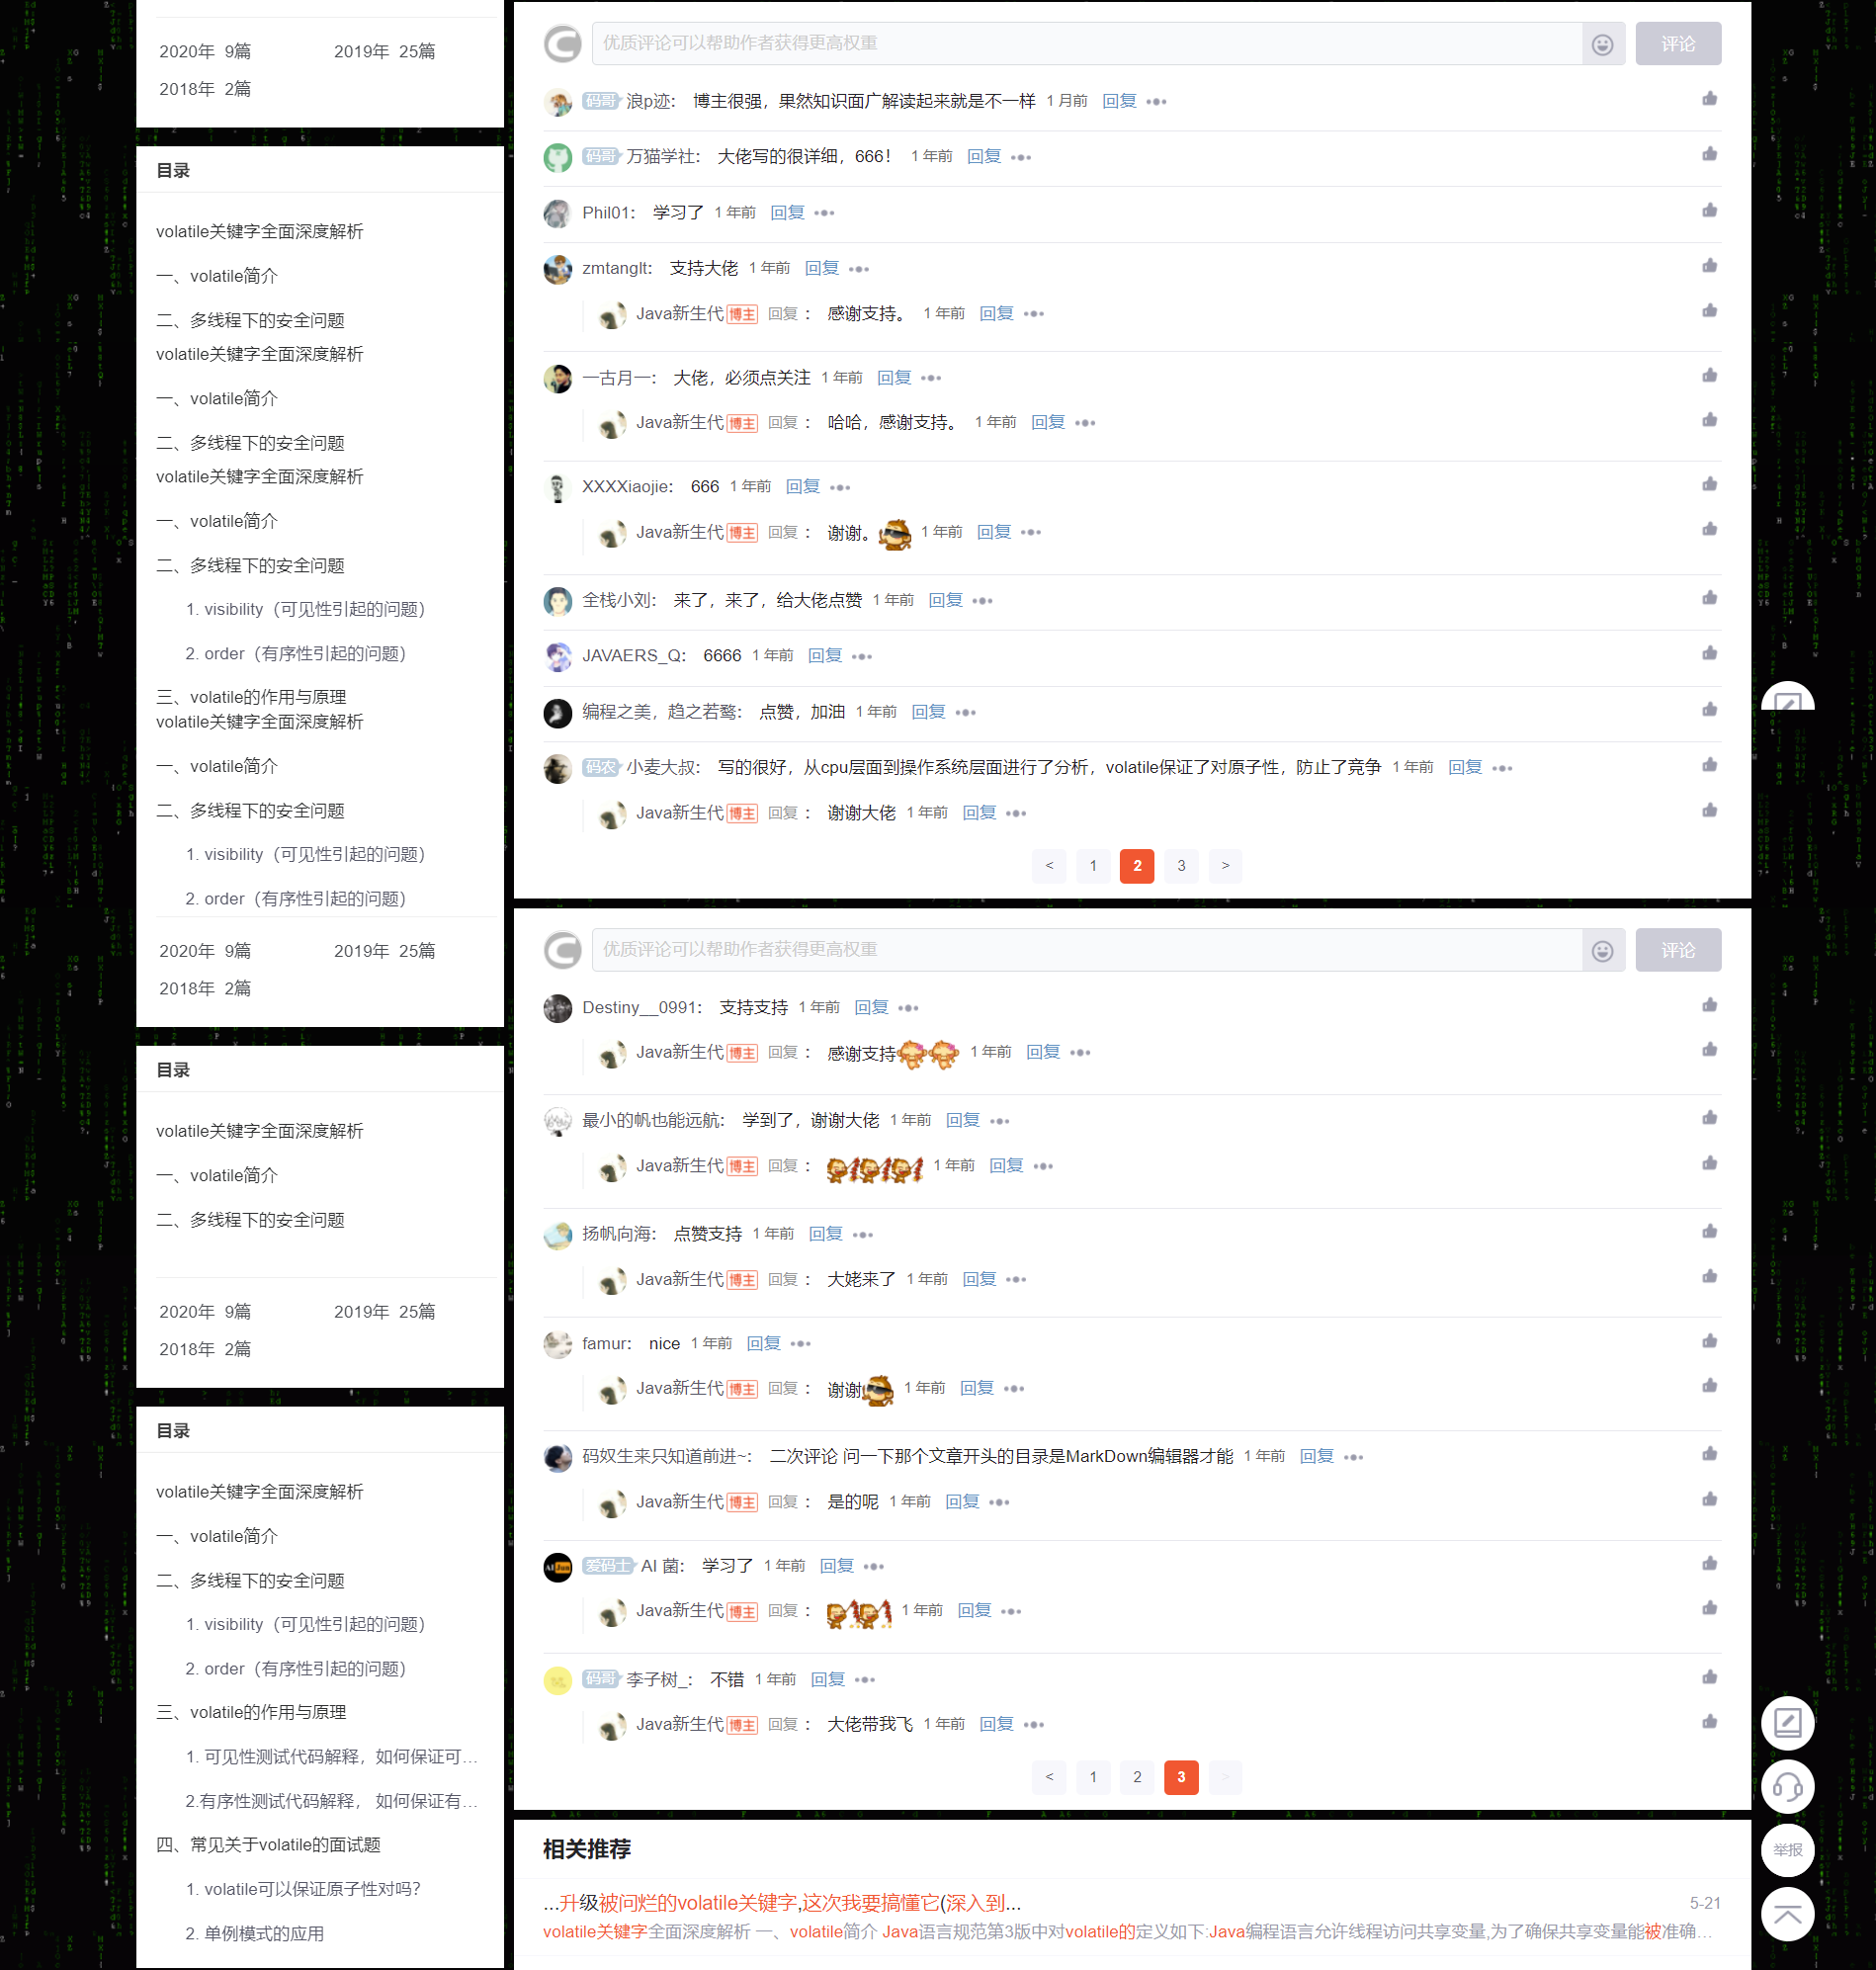 2020年 9篇 2019年 25篇
2018年 2篇
目录
volatile关键字全面深度解析
一、volatile简介
二、多线程下的安全问题
volatile关键字全面深度解析
一、volatile简介
二、多线程下的安全问题
volatile关键字全面深度解析
一、volatile简介
二、多线程下的安全问题
1. visibility（可见性引起的问题）
2. order（有序性引起的问题）
三、volatile的作用与原理
volatile关键字全面深度解析
一、volatile简介
二、多线程下的安全问题
1. visibility（可见性引起的问题）
2. order（有序性引起的问题）
2020年 9篇 2019年 25篇
2018年 2篇
目录
volatile关键字全面深度解析
一、volatile简介
二、多线程下的安全问题
2020年 9篇 2019年 25篇
2018年 2篇
目录
volatile关键字全面深度解析
一、volatile简介
二、多线程下的安全问题
1. visibility（可见性引起的问题）
2. order（有序性引起的问题）
三、volatile的作用与原理
1. 可见性测试代码解释，如何保证可...
2.有序性测试代码解释， 如何保证有...
四、常见关于volatile的面试题
1. volatile可以保证原子性对吗？
2. 单例模式的应用
优质评论可以帮助作者获得更高权重 评论
码哥 浪p迹： 博主很强，果然知识面广解读起来就是不一样 1 月前 回复
码哥 万猫学社： 大佬写的很详细，666！ 1 年前 回复
Phil01： 学习了 1 年前 回复
zmtanglt： 支持大佬 1 年前 回复
Java新生代 博主 回复： 感谢支持。 1 年前 回复
一古月一： 大佬，必须点关注 1 年前 回复
Java新生代 博主 回复： 哈哈，感谢支持。 1 年前 回复
XXXXiaojie： 666 1 年前 回复
Java新生代 博主 回复： 谢谢。 1 年前 回复
全栈小刘： 来了，来了，给大佬点赞 1 年前 回复
JAVAERS_Q： 6666 1 年前 回复
编程之美，趋之若鹜： 点赞，加油 1 年前 回复
码农 小麦大叔： 写的很好，从cpu层面到操作系统层面进行了分析，volatile保证了对原子性，防止了竞争 1 年前 回复
Java新生代 博主 回复： 谢谢大佬 1 年前 回复
< 1 2 3 >
优质评论可以帮助作者获得更高权重 评论
Destiny__0991： 支持支持 1 年前 回复
Java新生代 博主 回复： 感谢支持 1 年前 回复
最小的帆也能远航： 学到了，谢谢大佬 1 年前 回复
Java新生代 博主 回复： 1 年前 回复
扬帆向海： 点赞支持 1 年前 回复
Java新生代 博主 回复： 大姥来了 1 年前 回复
famur： nice 1 年前 回复
Java新生代 博主 回复： 谢谢 1 年前 回复
码奴生来只知道前进~： 二次评论 问一下那个文章开头的目录是MarkDown编辑器才能 1 年前 回复
Java新生代 博主 回复： 是的呢 1 年前 回复
爱码士 AI 菌： 学习了 1 年前 回复
Java新生代 博主 回复： 1 年前 回复
码哥 李子树_： 不错 1 年前 回复
Java新生代 博主 回复： 大佬带我飞 1 年前 回复
< 1 2 3 >
相关推荐
...升级被问烂的volatile关键字,这次我要搞懂它(深入到... 5-21
volatile关键字全面深度解析 一、volatile简介 Java语言规范第3版中对volatile的定义如下:Java编程语言允许线程访问共享变量,为了确保共享变量能被准确...
举报